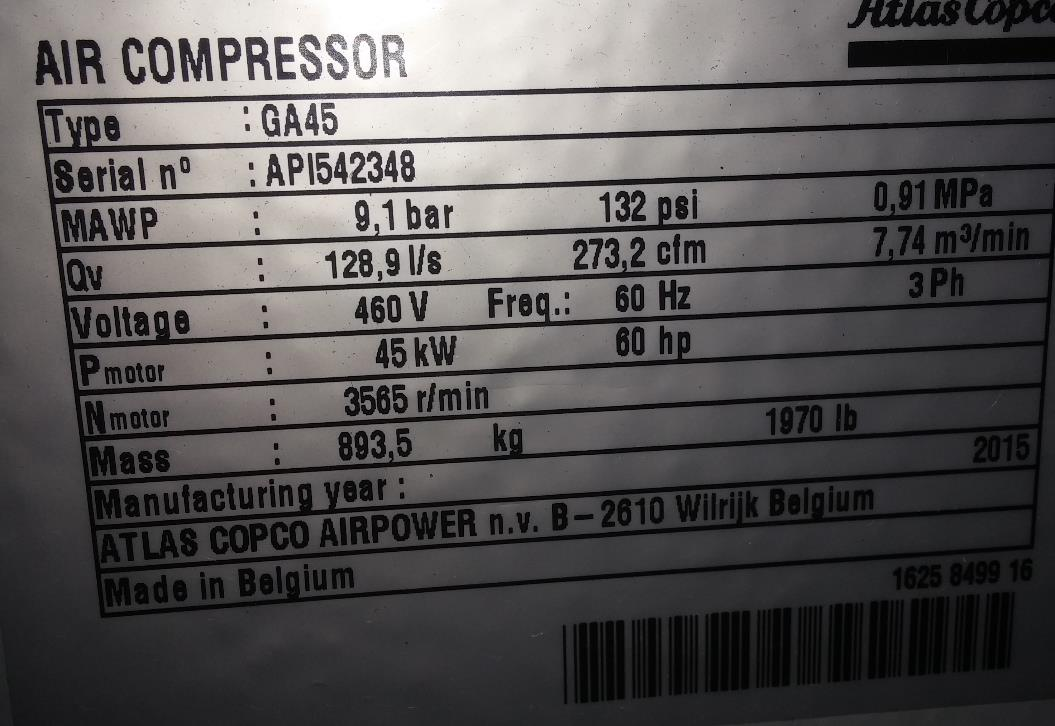 Atlas Copco
AIR COMPRESSOR
Type : GA45
Serial nº : API542348
MAWP : 9,1 bar 132 psi 0,91 MPa
Qv : 128,9 l/s 273,2 cfm 7,74 m³/min
Voltage : 460 V Freq.: 60 Hz 3 Ph
P motor : 45 kW 60 hp
N motor : 3565 r/min
Mass : 893,5 kg 1970 lb
Manufacturing year : 2015
ATLAS COPCO AIRPOWER n.v. B-2610 Wilrijk Belgium
Made in Belgium
1625 8499 16